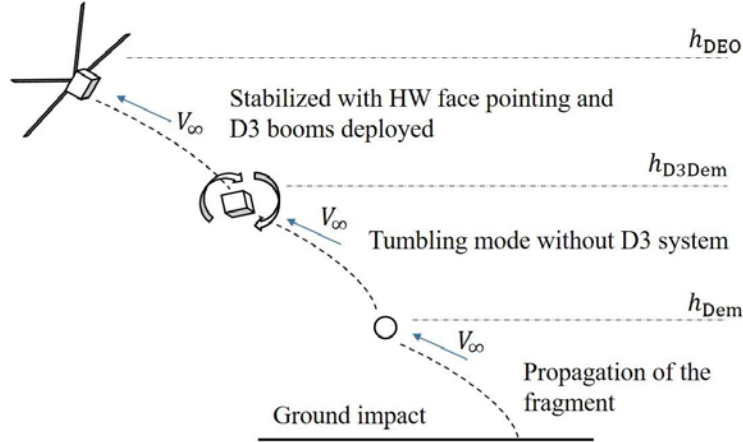 h_DEO
Stabilized with HW face pointing and
D3 booms deployed
V_∞
h_D3Dem
V_∞
Tumbling mode without D3 system
h_Dem
V_∞
Propagation of the
fragment
Ground impact